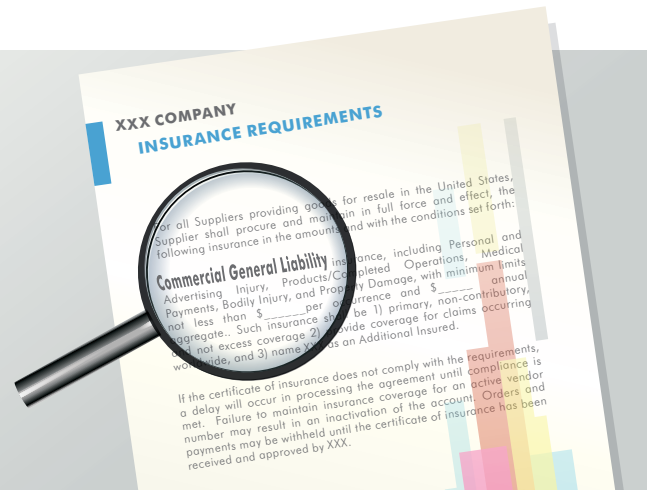 XXX COMPANY
INSURANCE REQUIREMENTS
For all Suppliers providing goods for resale in the United States,
Supplier shall procure and maintain in full force and effect, the
following insurance in the amounts and with the conditions set forth:
Commercial General Liability insurance, including Personal and
Advertising Injury, Products/Completed Operations, Medical
Payments, Bodily Injury, and Property Damage, with minimum limits
not less than $______per occurrence and $______ annual
aggregate.. Such insurance shall be 1) primary, non-contributory,
and not excess coverage 2) provide coverage for claims occurring
worldwide, and 3) name XXX as an Additional Insured.
If the certificate of insurance does not comply with the requirements,
a delay will occur in processing the agreement until compliance is
met. Failure to maintain insurance coverage for an active vendor
number may result in an inactivation of the account. Orders and
payments may be withheld until the certificate of insurance has been
received and approved by XXX.